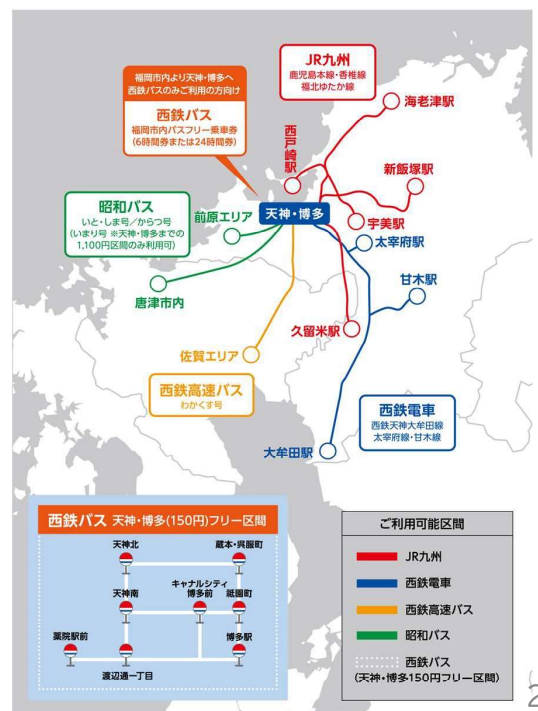 JR九州
鹿児島本線・香椎線
福北ゆたか線
海老津駅
福岡市内より天神・博多へ
西鉄バスのみご利用の方向け
西鉄バス
福岡市内バスフリー乗車券
(6時間券または24時間券)
西戸崎駅
新飯塚駅
昭和バス
いと・しま号／からつ号
(いまり号 ※天神・博多までの
1,100円区間のみ利用可)
前原エリア
天神・博多
宇美駅
太宰府駅
甘木駅
唐津市内
久留米駅
佐賀エリア
西鉄高速バス
わかくす号
西鉄電車
西鉄天神大牟田線
太宰府線・甘木線
大牟田駅
西鉄バス 天神・博多(150円)フリー区間
天神北
蔵本・呉服町
天神南
キャナルシティ
博多前
祇園町
薬院駅前
渡辺通一丁目
博多駅
ご利用可能区間
JR九州
西鉄電車
西鉄高速バス
昭和バス
西鉄バス
(天神・博多150円フリー区間)
2